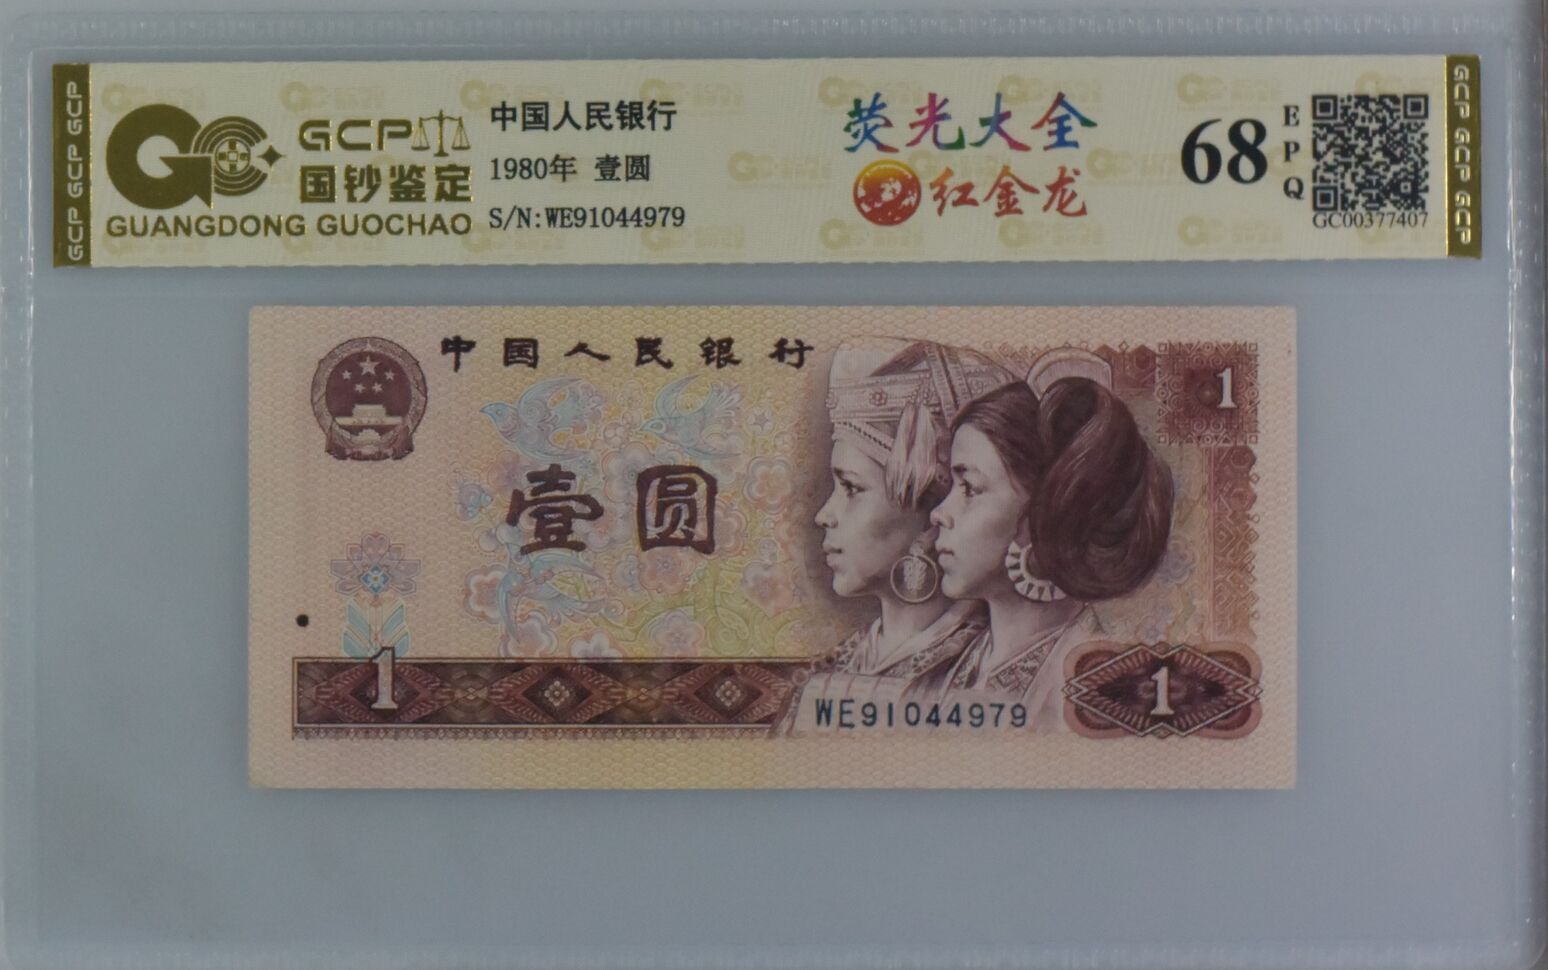 GCP GCP GCP
GCP
国钞鉴定
GUANGDONG GUOCHAO
中国人民银行
1980年 壹圆
S/N:WE91044979
荧光大全
红金龙
68
EPQ
GC00377407
GCP GCP GCP
中国人民银行
1
壹圆
1
WE91044979
1